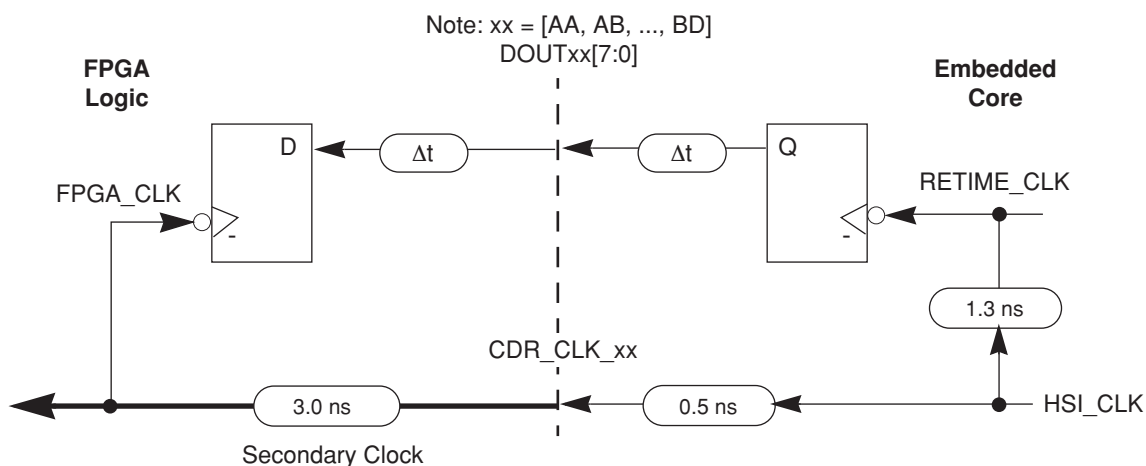 Note: xx = [AA, AB, ..., BD]
DOUTxx[7:0]
FPGA
Logic
Embedded
Core
D
Δt
Δt
Q
FPGA_CLK
RETIME_CLK
-
-
1.3 ns
CDR_CLK_xx
3.0 ns
0.5 ns
HSI_CLK
Secondary Clock